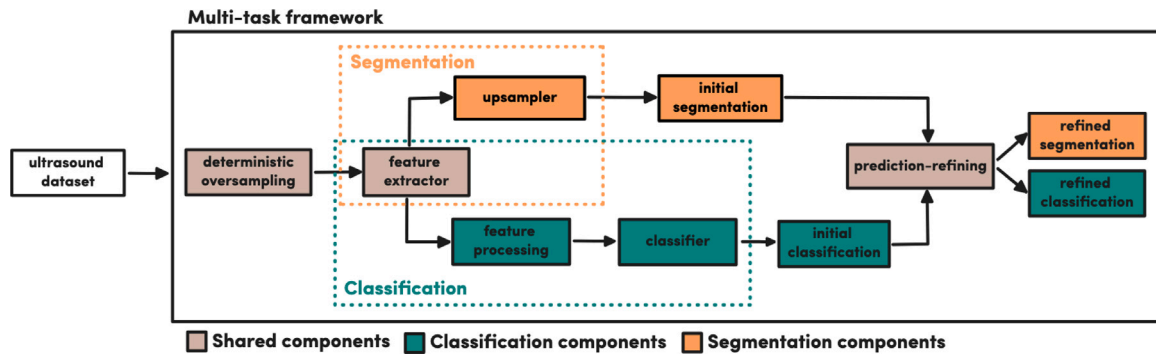 Multi-task framework
Segmentation
upsampler
initial
segmentation
ultrasound
dataset
deterministic
oversampling
feature
extractor
prediction-refining
refined
segmentation
refined
classification
feature
processing
classifier
initial
classification
Classification
Shared components
Classification components
Segmentation components